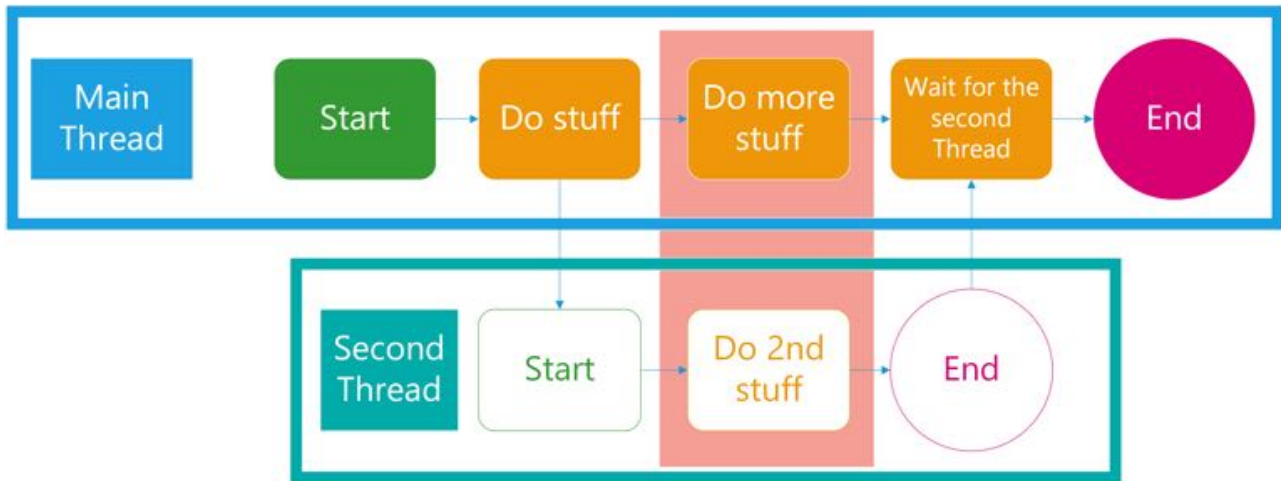 Main
Thread
Start
Do stuff
Do more
stuff
Wait for the
second
Thread
End
Second
Thread
Start
Do 2nd
stuff
End